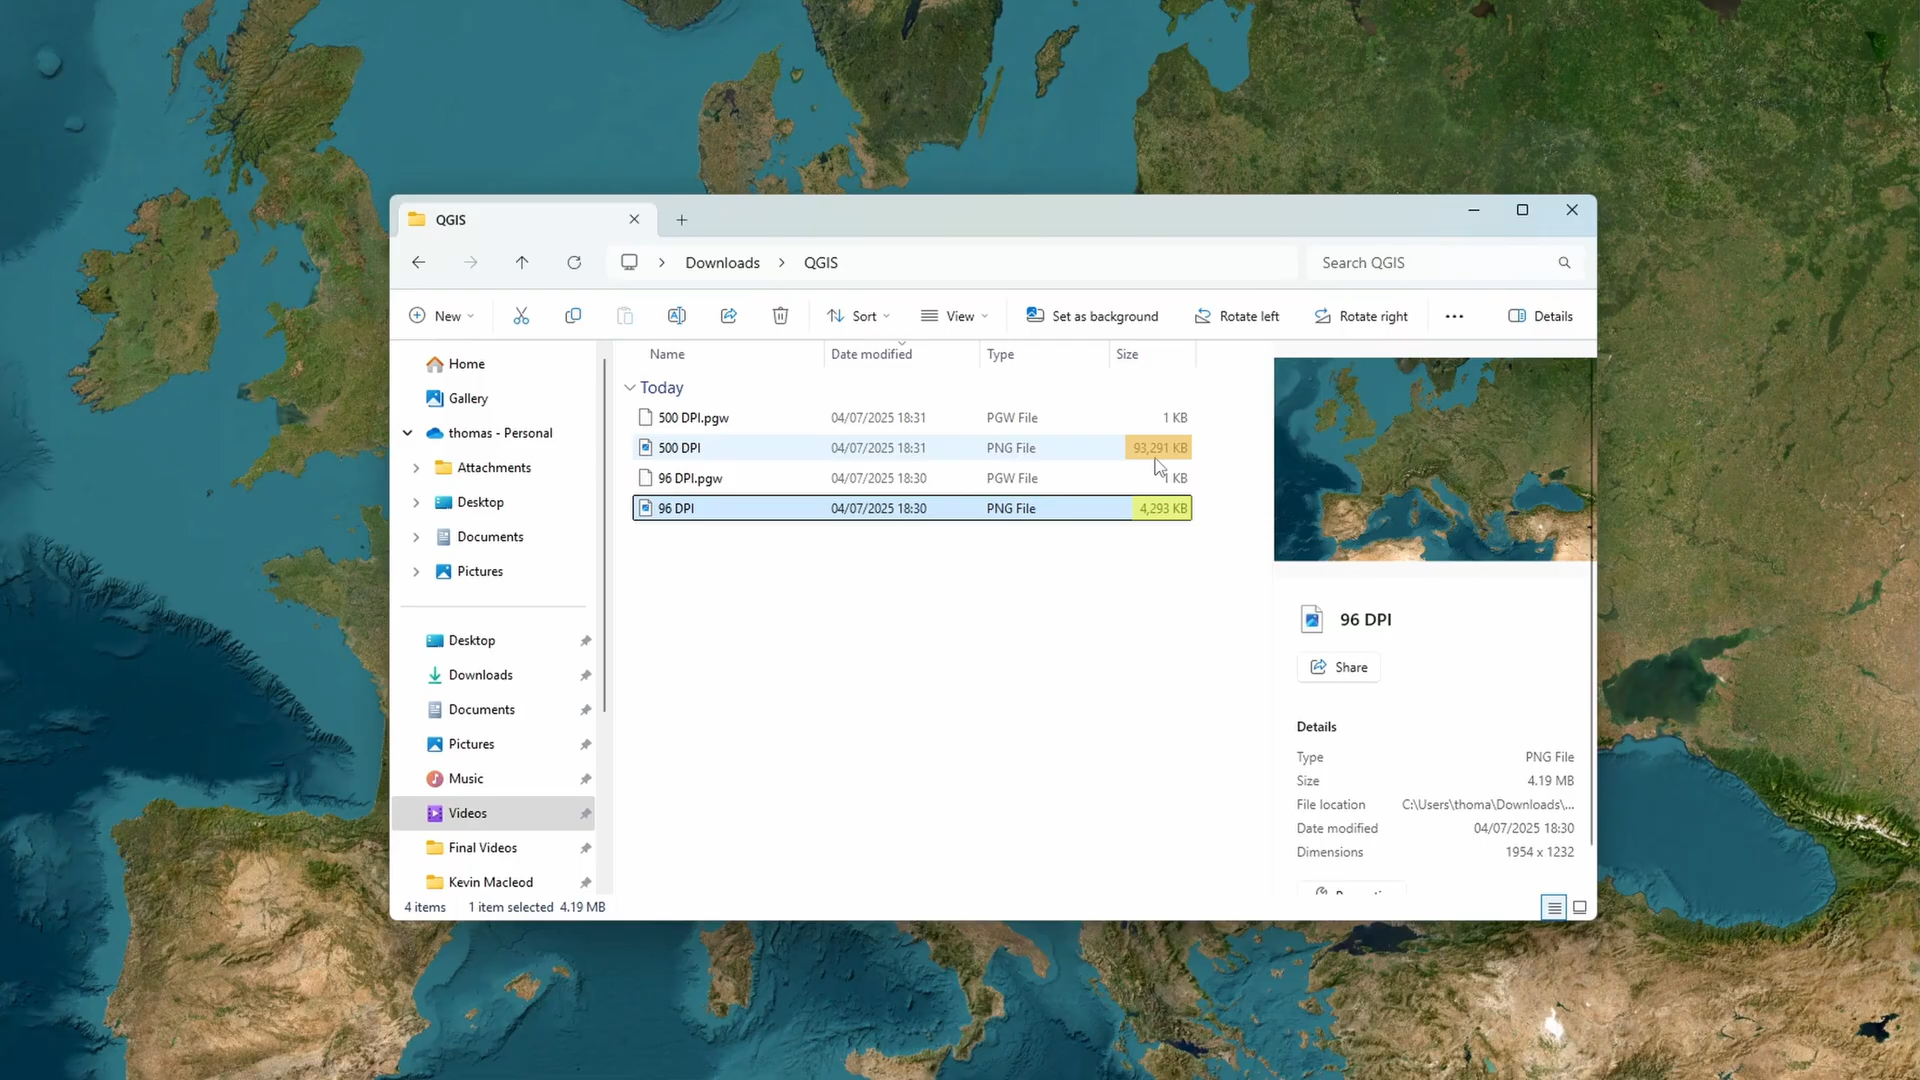 QGIS
Downloads QGIS Search QGIS
New Sort View Set as background Rotate left Rotate right Details
Name Date modified Type Size
Today
500 DPI.pgw 04/07/2025 18:31 PGW File 1 KB
500 DPI 04/07/2025 18:31 PNG File 93,291 KB
96 DPI.pgw 04/07/2025 18:30 PGW File 1 KB
96 DPI 04/07/2025 18:30 PNG File 4,293 KB
Home
Gallery
thomas - Personal
Attachments
Desktop
Documents
Pictures
Desktop
Downloads
Documents
Pictures
Music
Videos
Final Videos
Kevin Macleod
96 DPI
Share
Details
Type PNG File
Size 4.19 MB
File location C:\Users\thoma\Downloads\...
Date modified 04/07/2025 18:30
Dimensions 1954 x 1232
4 items 1 item selected 4.19 MB